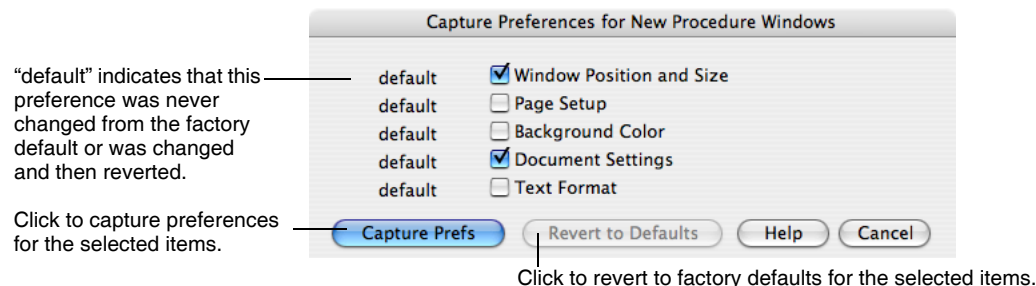 Capture Preferences for New Procedure Windows
“default” indicates that this
preference was never
changed from the factory
default or was changed
and then reverted.
default Window Position and Size
default Page Setup
default Background Color
default Document Settings
default Text Format
Click to capture preferences
for the selected items.
Capture Prefs Revert to Defaults Help Cancel
Click to revert to factory defaults for the selected items.